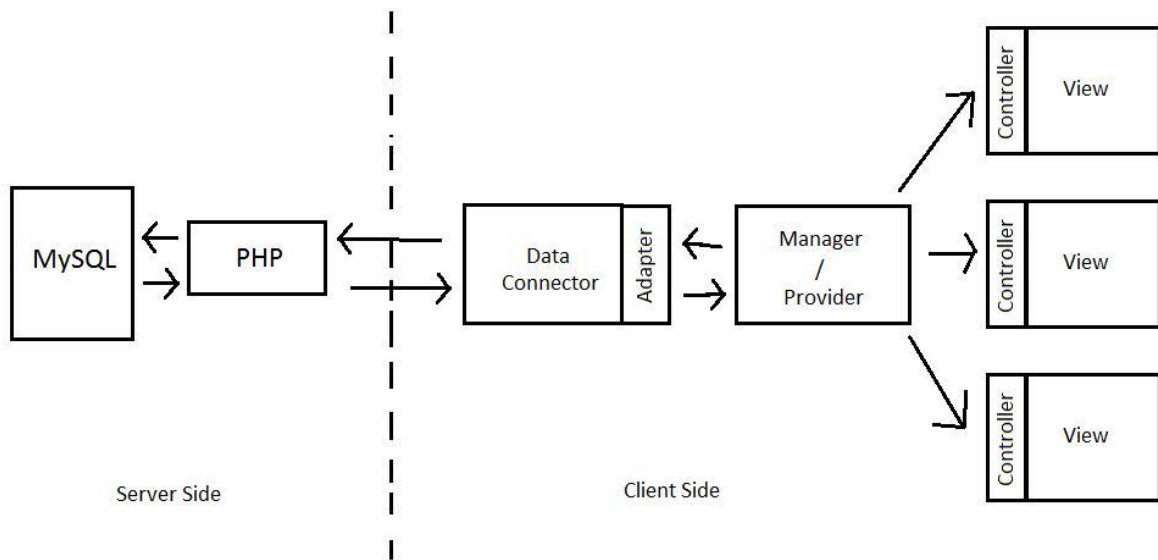 MySQL
PHP
Server Side
Data
Connector
Adapter
Manager
/
Provider
Controller
View
Controller
View
Controller
View
Client Side